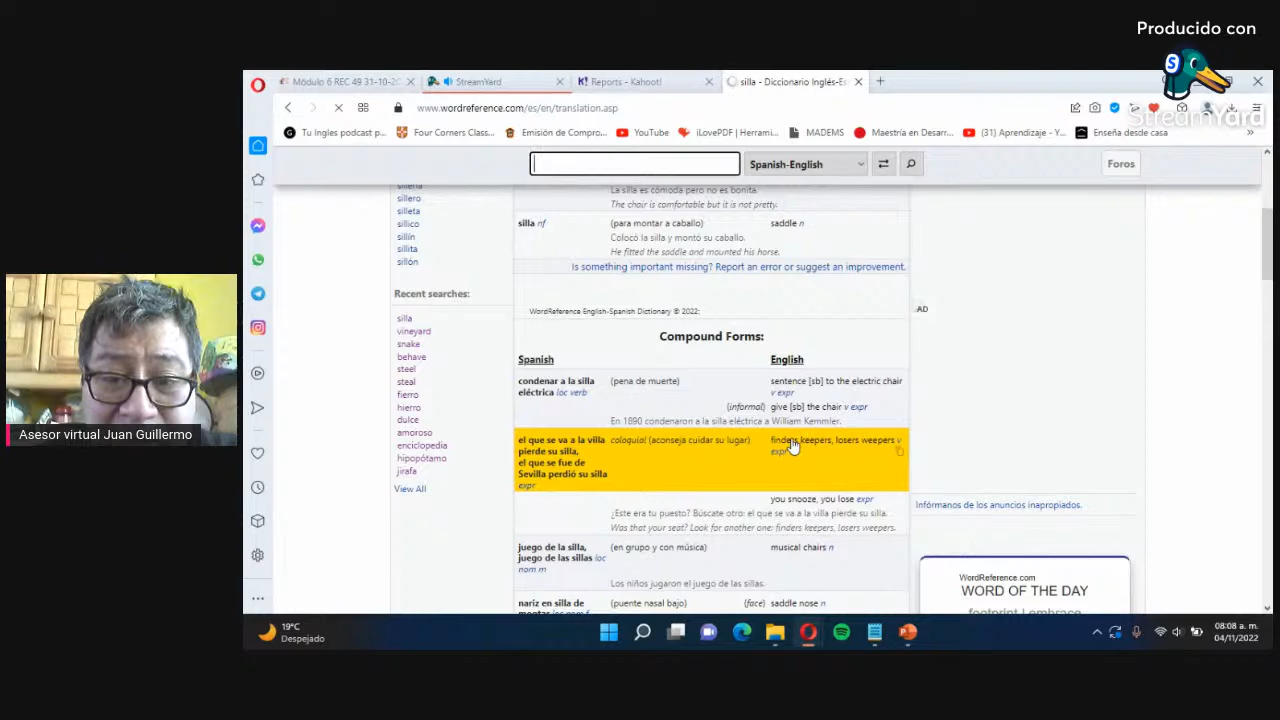 Producido con
StreamYard
Módulo 6 REC 49 31-10-2
StreamYard
Reports - Kahoot!
silla - Diccionario Inglés-Es
www.wordreference.com/es/en/translation.asp
Tu Ingles podcast p...
Four Corners Class...
Emisión de Compro...
YouTube
iLovePDF | Herrami...
MADEMS
Maestría en Desarr...
(31) Aprendizaje - Y...
Enseña desde casa
Spanish-English
Foros
sillería
sillero
silleta
sillico
sillín
sillita
sillón
Recent searches:
silla
vineyard
snake
behave
steel
steal
fierro
hierro
dulce
amoroso
enciclopedia
hipopótamo
jirafa
View All
La silla es cómoda pero no es bonita.
The chair is comfortable but it is not pretty.
silla nf (para montar a caballo) saddle n
Colocó la silla y montó su caballo.
He fitted the saddle and mounted his horse.
Is something important missing? Report an error or suggest an improvement.
WordReference English-Spanish Dictionary © 2022:
Compound Forms:
Spanish English
condenar a la silla (pena de muerte) sentence [sb] to the electric chair
eléctrica loc verb v expr
(informal) give [sb] the chair v expr
En 1890 condenaron a la silla eléctrica a William Kemmler.
el que se va a la villa coloquial (aconseja cuidar su lugar) finders keepers, losers weepers v
pierde su silla, expr
el que se fue de
Sevilla perdió su silla
expr
you snooze, you lose expr
¿Este era tu puesto? Búscate otro: el que se va a la villa pierde su silla.
Was that your seat? Look for another one: finders keepers, losers weepers.
juego de la silla, (en grupo y con música) musical chairs n
juego de las sillas loc
nom m
Los niños jugaron el juego de las sillas.
nariz en silla de (puente nasal bajo) (face) saddle nose n
AD
Infórmanos de los anuncios inapropiados.
WordReference.com
WORD OF THE DAY
footprint | embrace
Asesor virtual Juan Guillermo
19°C
Despejado
08:08 a. m.
04/11/2022